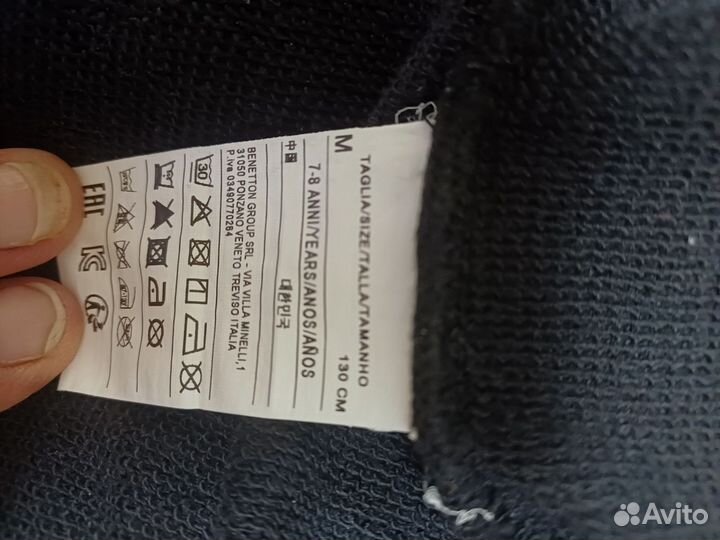 TAGLIA/SIZE/TALLA/TAMANHO
M 130 CM
7-8 ANNI/YEARS/ANOS/AÑOS
中國 대한민국
BENETTON GROUP SRL - VIA VILLA MINELLI,1
31050 PONZANO VENETO TREVISO ITALIA
P.Iva 03490770264
30
EAC
Avito